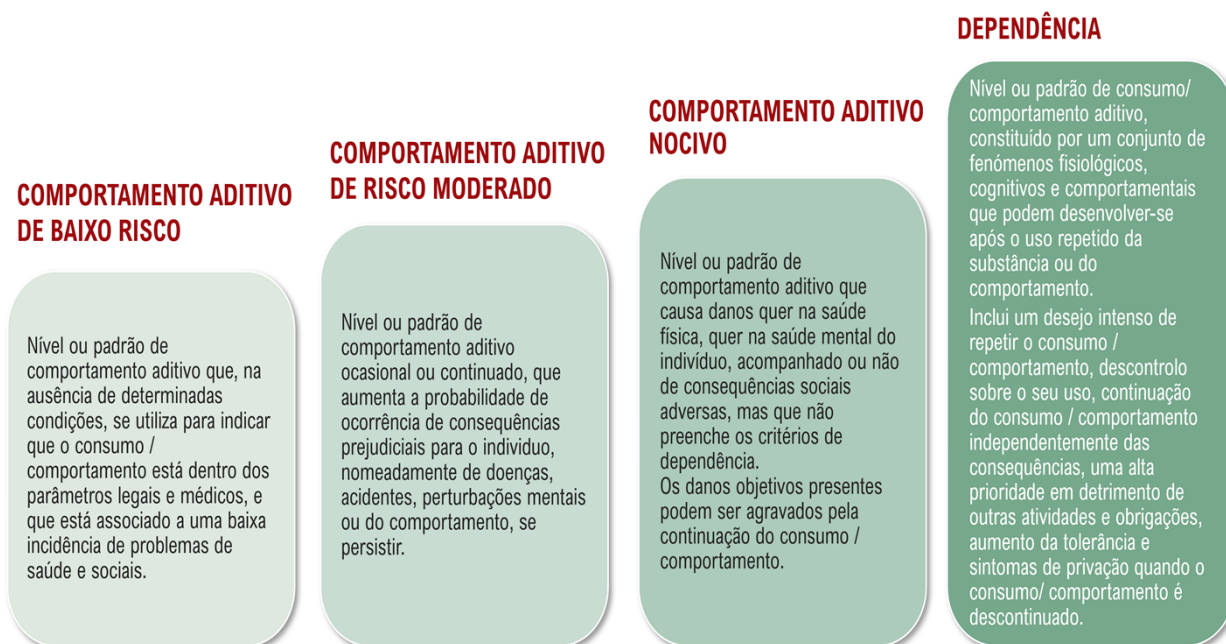 COMPORTAMENTO ADITIVO
DE BAIXO RISCO
Nível ou padrão de
comportamento aditivo que, na
ausência de determinadas
condições, se utiliza para indicar
que o consumo /
comportamento está dentro dos
parâmetros legais e médicos, e
que está associado a uma baixa
incidência de problemas de
saúde e sociais.
COMPORTAMENTO ADITIVO
DE RISCO MODERADO
Nível ou padrão de
comportamento aditivo
ocasional ou continuado, que
aumenta a probabilidade de
ocorrência de consequências
prejudiciais para o individuo,
nomeadamente de doenças,
acidentes, perturbações mentais
ou do comportamento, se
persistir.
COMPORTAMENTO ADITIVO
NOCIVO
Nível ou padrão de
comportamento aditivo que
causa danos quer na saúde
física, quer na saúde mental do
indivíduo, acompanhado ou não
de consequências sociais
adversas, mas que não
preenche os critérios de
dependência.
Os danos objetivos presentes
podem ser agravados pela
continuação do consumo /
comportamento.
DEPENDÊNCIA
Nível ou padrão de consumo/
comportamento aditivo,
constituído por um conjunto de
fenómenos fisiológicos,
cognitivos e comportamentais
que podem desenvolver-se
após o uso repetido da
substância ou do
comportamento.
Inclui um desejo intenso de
repetir o consumo /
comportamento, descontrolo
sobre o seu uso, continuação
do consumo / comportamento
independentemente das
consequências, uma alta
prioridade em detrimento de
outras atividades e obrigações,
aumento da tolerância e
sintomas de privação quando o
consumo/ comportamento é
descontinuado.